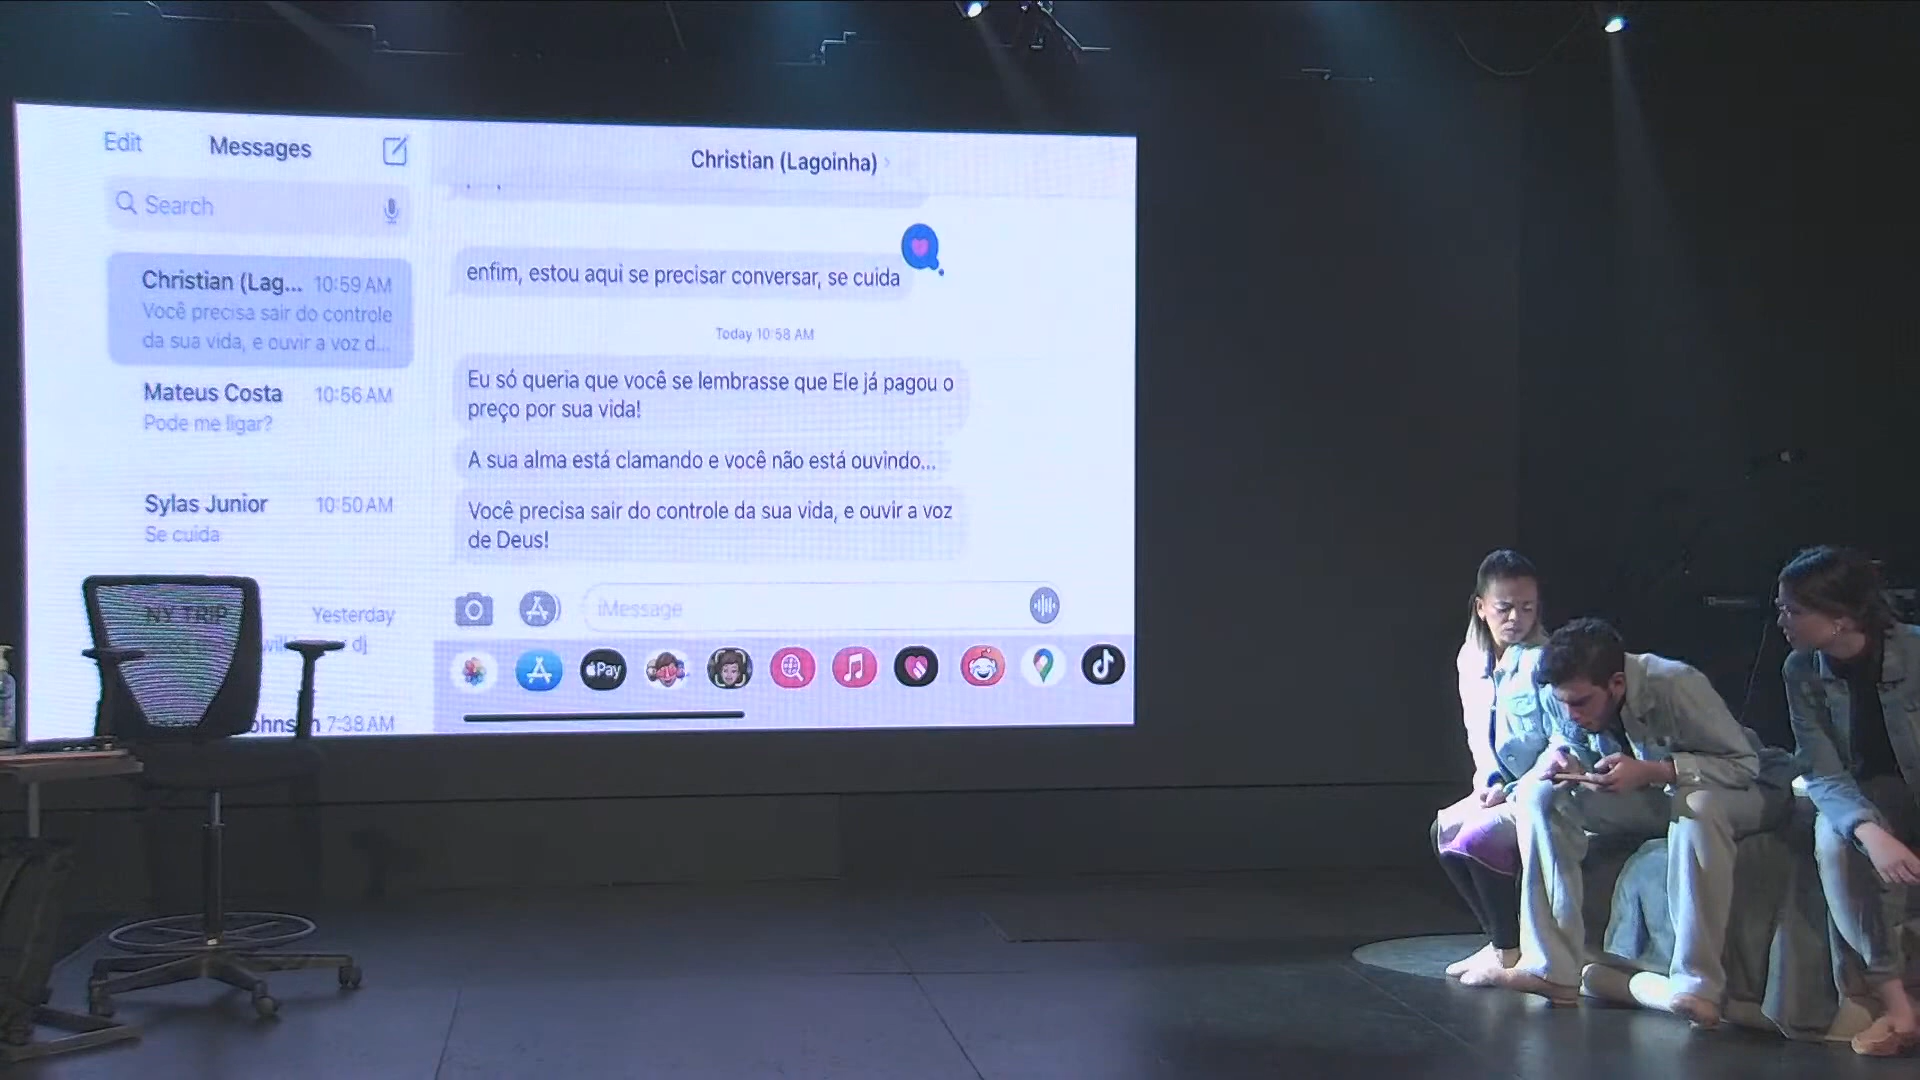 Edit
Messages
Search
Christian (Lag... 10:59 AM
Você precisa sair do controle
da sua vida, e ouvir a voz d...
Mateus Costa 10:56 AM
Pode me ligar?
Sylas Junior 10:50 AM
Se cuida
NY TRIP
Yesterday
dj
7:38 AM
Christian (Lagoinha)
enfim, estou aqui se precisar conversar, se cuida
Today 10:58 AM
Eu só queria que você se lembrasse que Ele já pagou o
preço por sua vida!
A sua alma está clamando e você não está ouvindo...
Você precisa sair do controle da sua vida, e ouvir a voz
de Deus!
iMessage
Pay